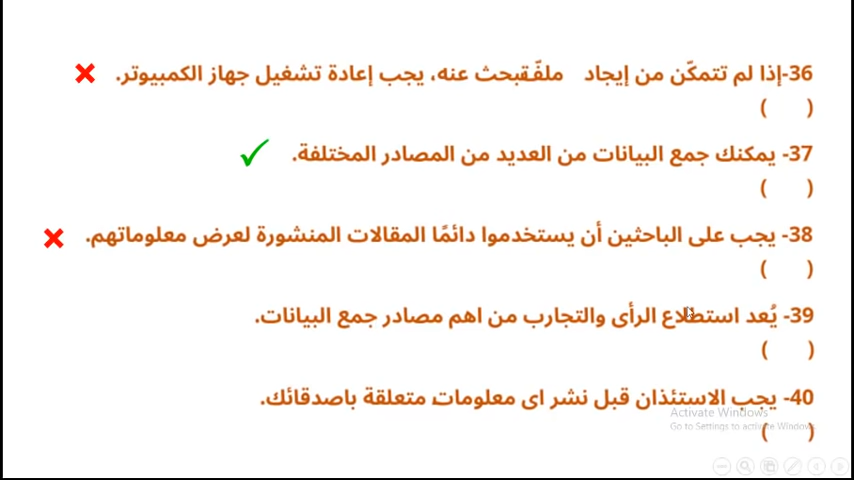 36-إذا لم تتمكّن من إيجاد ملفّ تبحث عنه، يجب إعادة تشغيل جهاز الكمبيوتر.
( )
37- يمكنك جمع البيانات من العديد من المصادر المختلفة.
( )
38- يجب على الباحثين أن يستخدموا دائمًا المقالات المنشورة لعرض معلوماتهم.
( )
39- يُعد استطلاع الرأى والتجارب من اهم مصادر جمع البيانات.
( )
40- يجب الاستئذان قبل نشر اى معلومات متعلقة باصدقائك.
( )
Activate Windows
Go to Settings to activate Windows.